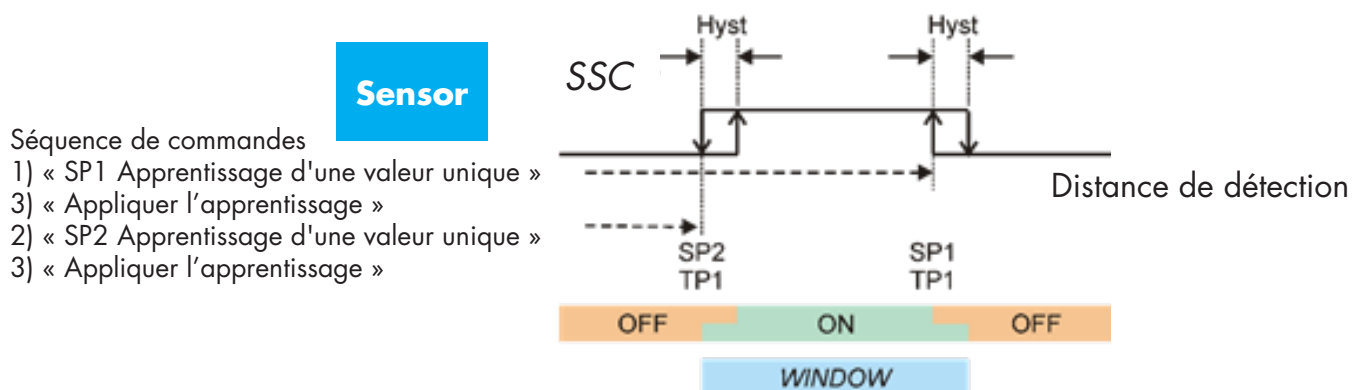 Hyst
Hyst
SSC
Sensor
Séquence de commandes
1) « SP1 Apprentissage d'une valeur unique »
3) « Appliquer l’apprentissage »
2) « SP2 Apprentissage d'une valeur unique »
3) « Appliquer l’apprentissage »
Distance de détection
SP2
TP1
SP1
TP1
OFF
ON
OFF
WINDOW